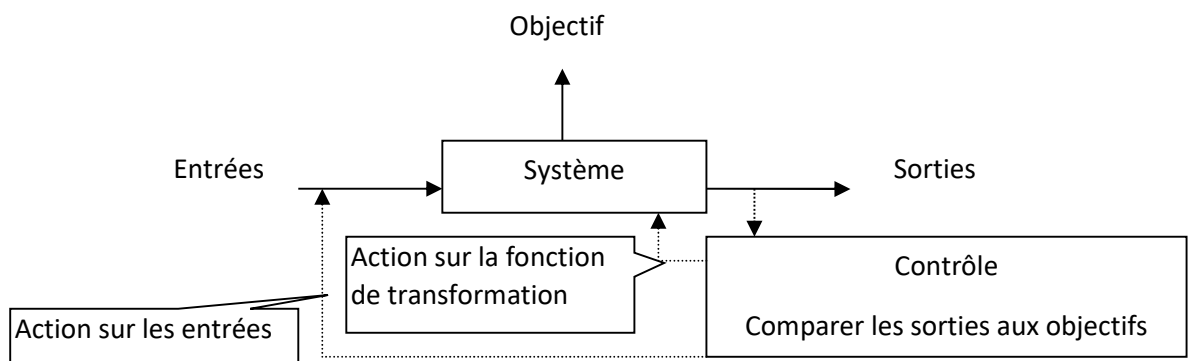 Objectif
Entrées
Système
Sorties
Action sur la fonction
de transformation
Contrôle
Comparer les sorties aux objectifs
Action sur les entrées